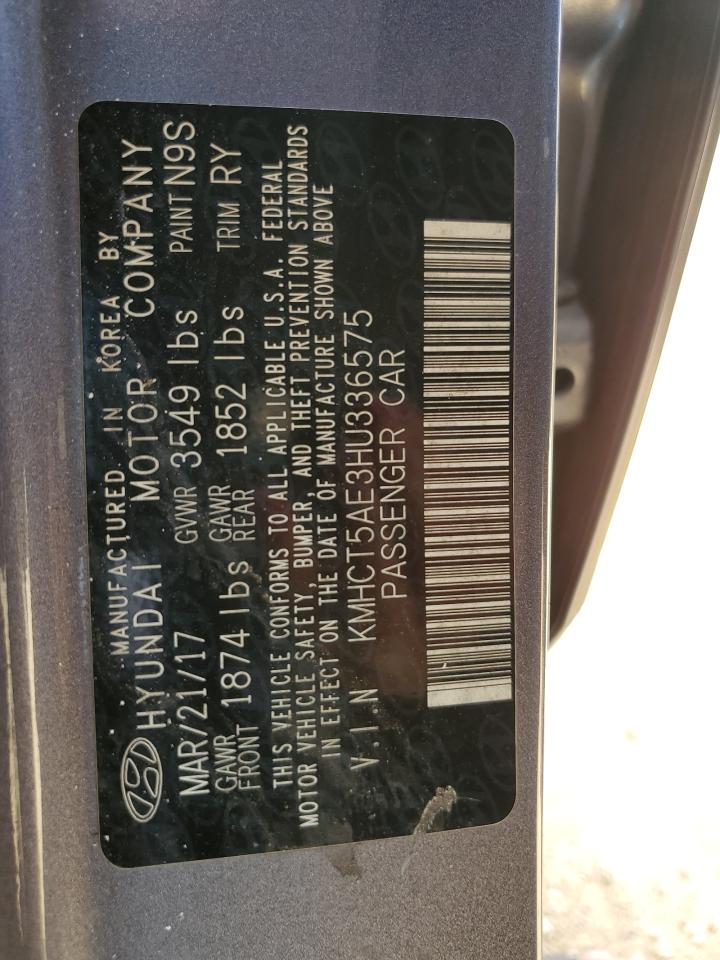 MANUFACTURED IN KOREA BY
HYUNDAI MOTOR COMPANY
MAR/21/17 GVWR 3549 lbs PAINT N9S
GAWR FRONT 1874 lbs GAWR REAR 1852 lbs TRIM RY
THIS VEHICLE CONFORMS TO ALL APPLICABLE U.S.A. FEDERAL
MOTOR VEHICLE SAFETY, BUMPER, AND THEFT PREVENTION STANDARDS
IN EFFECT ON THE DATE OF MANUFACTURE SHOWN ABOVE
V.I.N KMHCT5AE3HU336575
PASSENGER CAR